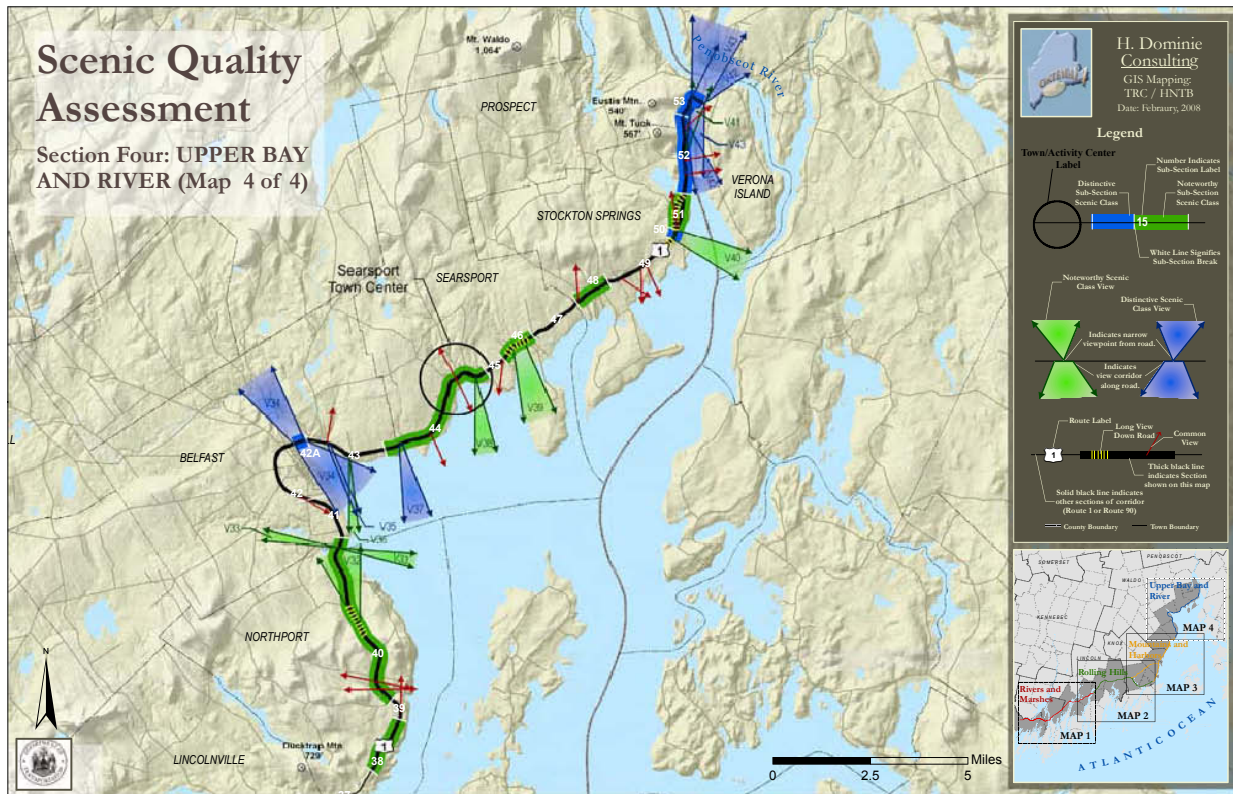 Scenic Quality
Assessment
Section Four: UPPER BAY
AND RIVER (Map 4 of 4)
Mt. Waldo
1,064'
PROSPECT
Penobscot River
Eustis Mtn.
540'
Mt. Tuck
567'
53
V42
V41
V43
52
VERONA
ISLAND
STOCKTON SPRINGS
51
50
1
V40
49
Searsport
Town Center
SEARSPORT
48
47
46
45
V39
V38
44
V34
BELFAST
42A
43
V34
42
V37
41
V35
V33
V36
V32
V33
NORTHPORT
40
39
N
Ducktrap Mtn.
729'
1
LINCOLNVILLE
38
37
Miles
0
2.5
5
H. Dominie
Consulting
GIS Mapping:
TRC / HNTB
Date: Februrary, 2008
Legend
Town/Activity Center
Label
Number Indicates
Sub-Section Label
Distinctive
Sub-Section
Scenic Class
Noteworthy
Sub-Section
Scenic Class
15
White Line Signifies
Sub-Section Break
Noteworthy Scenic
Class View
Distinctive Scenic
Class View
Indicates narrow
viewpoint from road.
Indicates
view corridor
along road.
Route Label
Long View
Down Road
Common
View
1
Thick black line
indicates Section
shown on this map
Solid black line indicates
other sections of corridor
(Route 1 or Route 90)
County Boundary
Town Boundary
SOMERSET
PENOBSCOT
WALDO
Upper Bay and
River
KENNEBEC
MAP 4
KNOX
LINCOLN
Rolling Hills
MAP 3
Rivers and
Marshes
MAP 2
MAP 1
ATLANTIC OCEAN